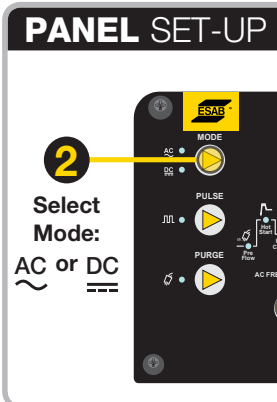 PANEL SET-UP
ESAB
MODE
AC
DC
2
Select
Mode:
AC or DC
PULSE
PURGE
Hot
Start
Pre
Flow
AC FRE